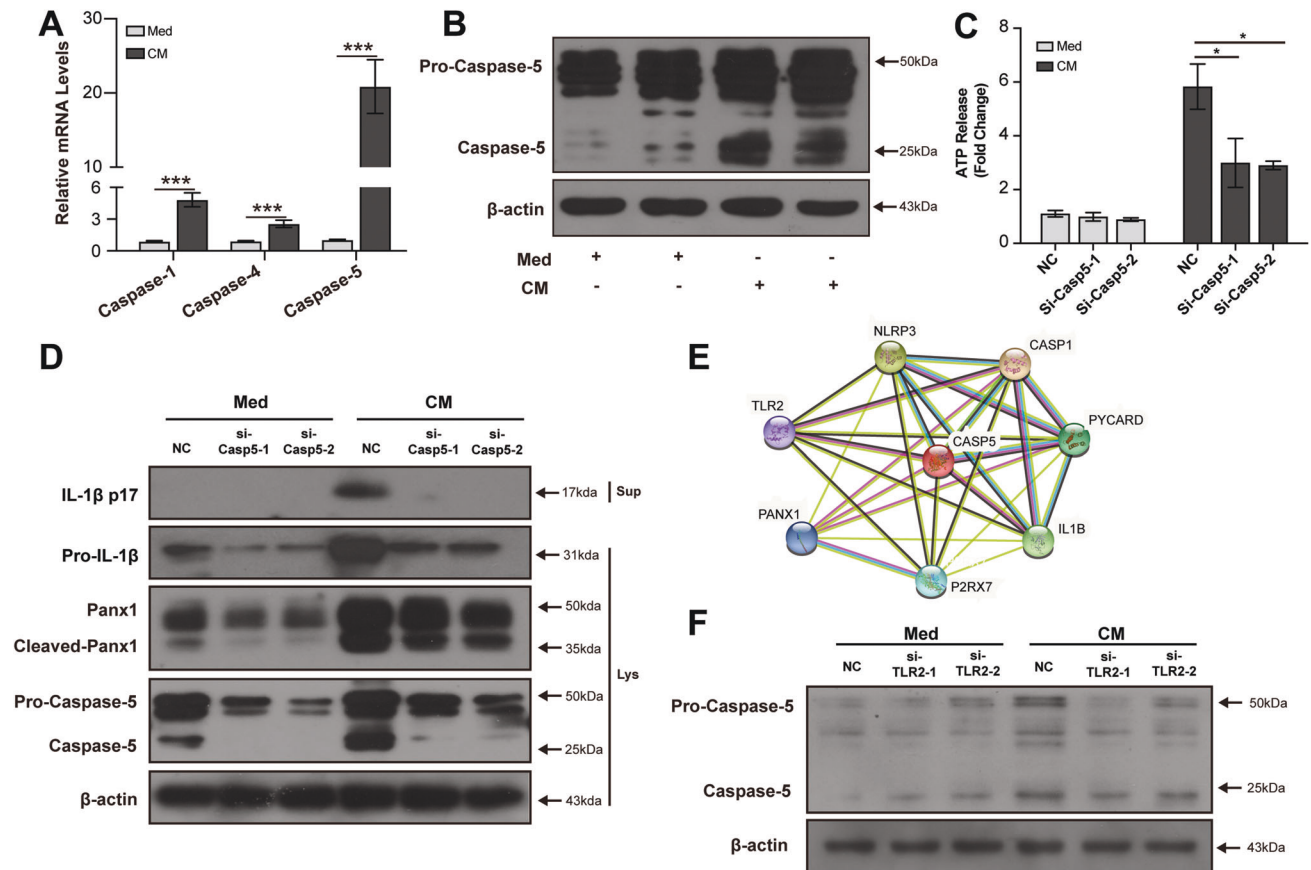 A
Relative mRNA Levels
30
20
10
6
3
0
Med
CM
***
***
***
Caspase-1
Caspase-4
Caspase-5
B
Pro-Caspase-5
50kDa
Caspase-5
25kDa
β-actin
43kDa
Med + + - -
CM - - + +
C
ATP Release
(Fold Change)
8
6
4
2
0
Med
CM
*
*
NC
Si-Casp5-1
Si-Casp5-2
NC
Si-Casp5-1
Si-Casp5-2
D
Med CM
NC si-Casp5-1 si-Casp5-2 NC si-Casp5-1 si-Casp5-2
IL-1β p17 17kda Sup
Pro-IL-1β 31kda
Panx1 50kda
Cleaved-Panx1 35kda
Lys
Pro-Caspase-5 50kDa
Caspase-5 25kDa
β-actin 43kda
E
NLRP3
CASP1
TLR2
CASP5
PYCARD
PANX1
IL1B
P2RX7
F
Med CM
NC si-TLR2-1 si-TLR2-2 NC si-TLR2-1 si-TLR2-2
Pro-Caspase-5 50kDa
Caspase-5 25kDa
β-actin 43kDa